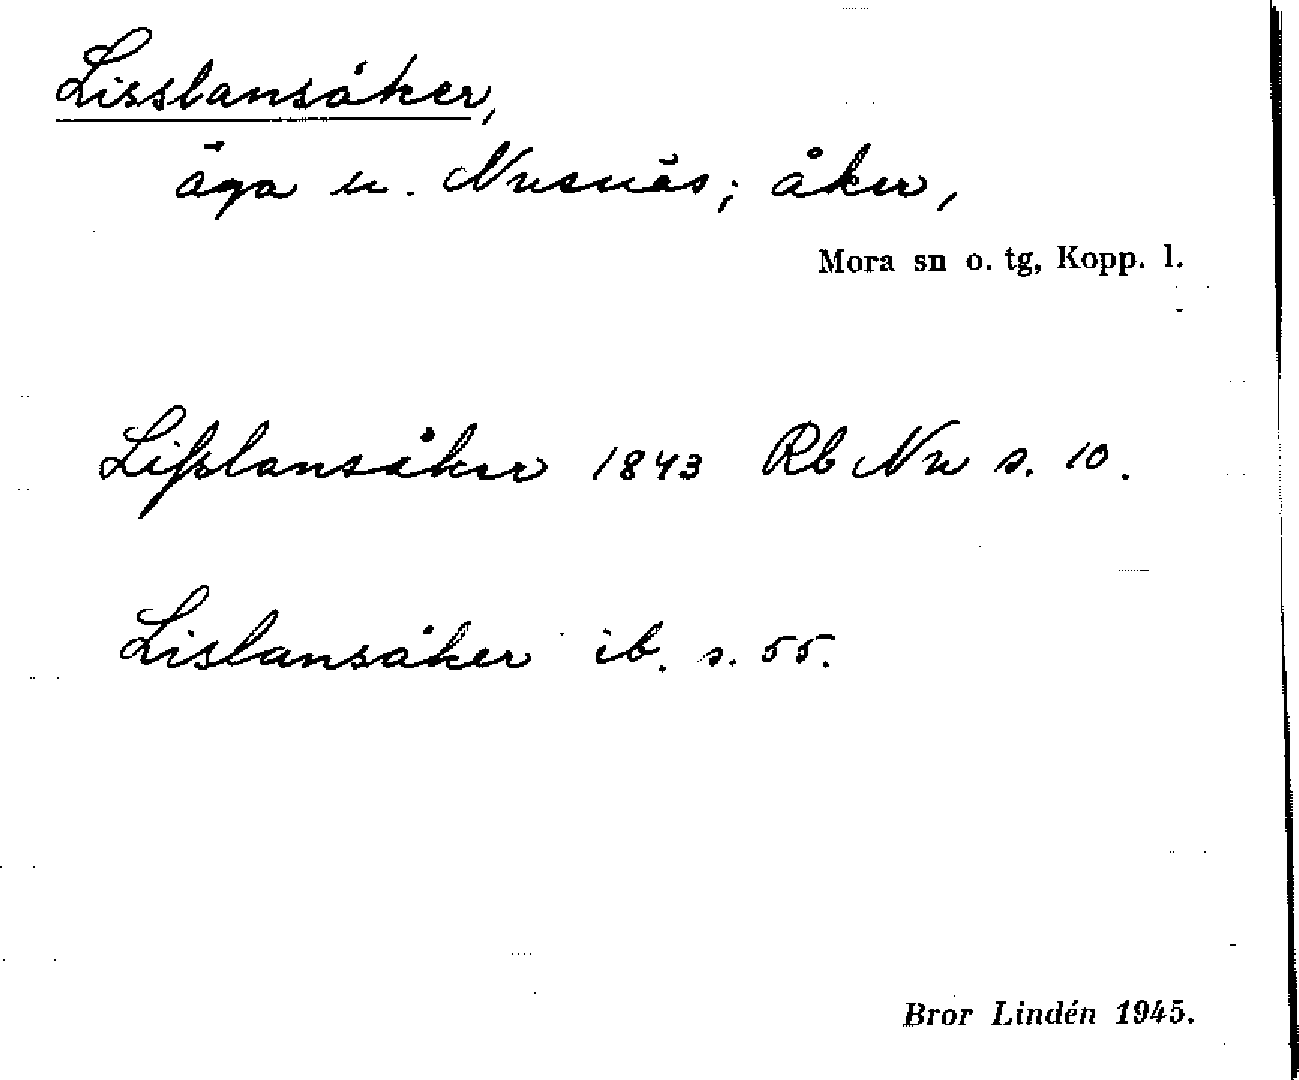 Lisslansåker,
äga u. Nusnäs; åker,
Mora sn o. tg, Kopp. l.
Lisslansåker 1843 Rb Nu s. 10.
Lislansåker ib. s. 55.
Bror Lindén 1945.